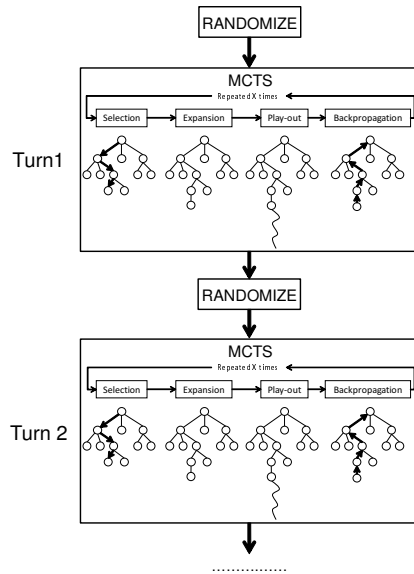 RANDOMIZE
MCTS
Repeated X times
Selection Expansion Play-out Backpropagation
Turn1
RANDOMIZE
MCTS
Repeated X times
Selection Expansion Play-out Backpropagation
Turn 2
................